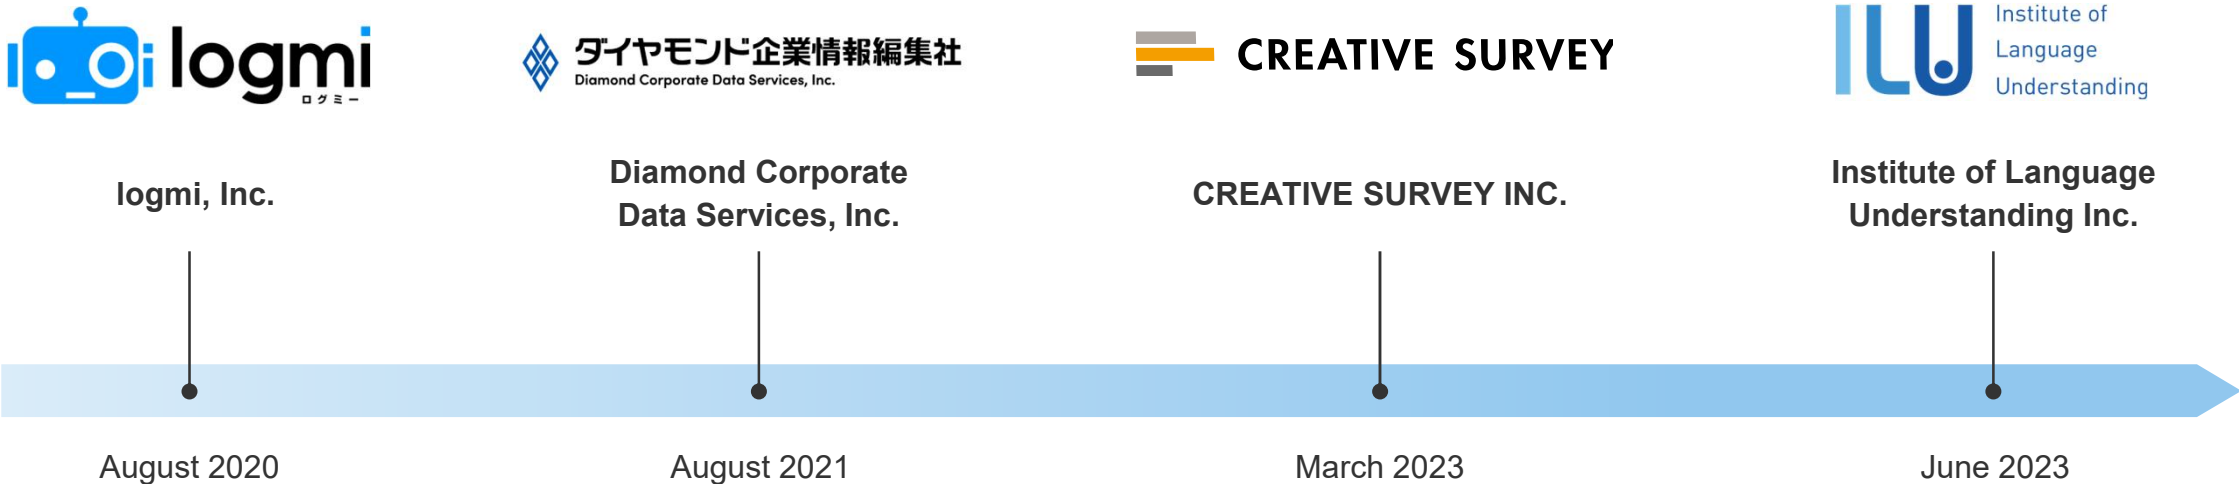 logmi
ログミー
ダイヤモンド企業情報編集社
Diamond Corporate Data Services, Inc.
CREATIVE SURVEY
ILU
Institute of
Language
Understanding
logmi, Inc.
Diamond Corporate
Data Services, Inc.
CREATIVE SURVEY INC.
Institute of Language
Understanding Inc.
August 2020
August 2021
March 2023
June 2023